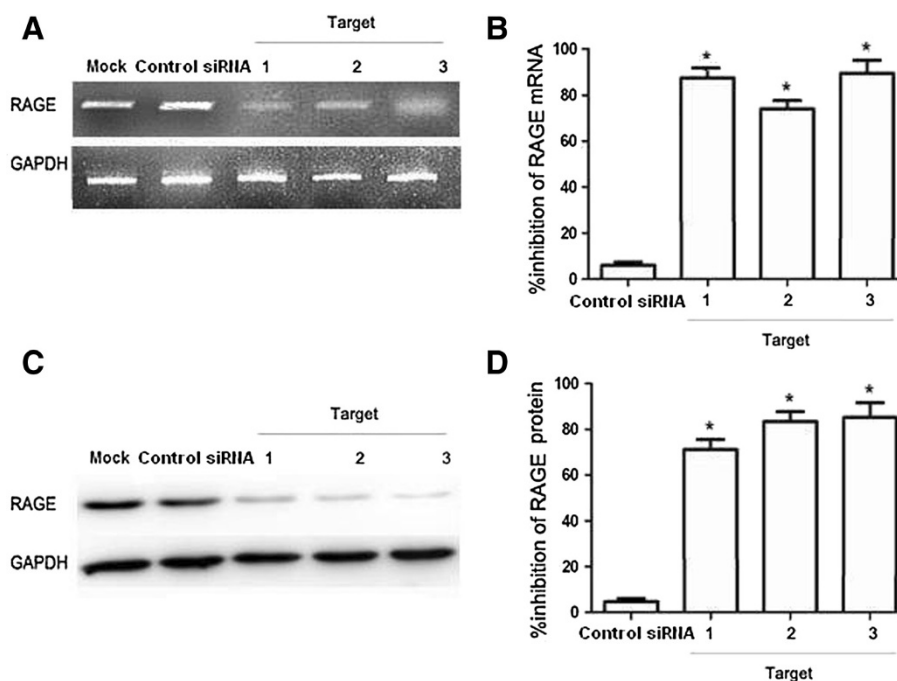 A
Target
Mock Control siRNA 1 2 3
RAGE
GAPDH
B
%inhibition of RAGE mRNA
100
80
60
40
20
0
* * *
Control siRNA 1 2 3
Target
C
Target
Mock Control siRNA 1 2 3
RAGE
GAPDH
D
%inhibition of RAGE protein
100
80
60
40
20
0
* * *
Control siRNA 1 2 3
Target